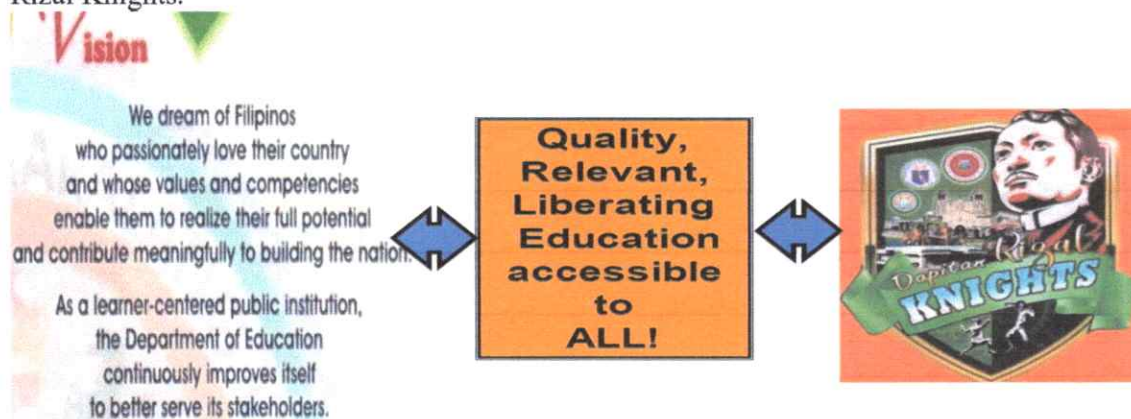 Rizal Knights.
Vision
We dream of Filipinos
who passionately love their country
and whose values and competencies
enable them to realize their full potential
and contribute meaningfully to building the nation.
As a learner-centered public institution,
the Department of Education
continuously improves itself
to better serve its stakeholders.
Quality,
Relevant,
Liberating
Education
accessible
to
ALL!
Dapitan Rizal
KNIGHTS